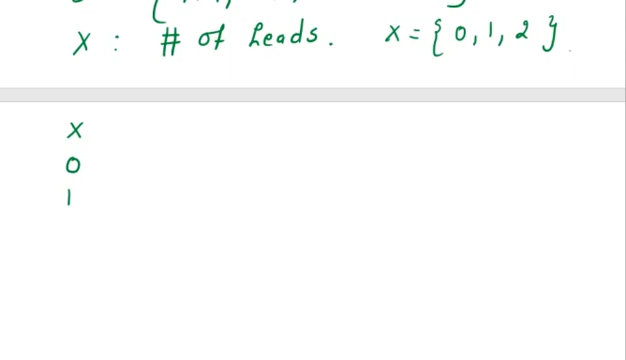 X : # of heads. x = { 0, 1, 2 }
X
0
1